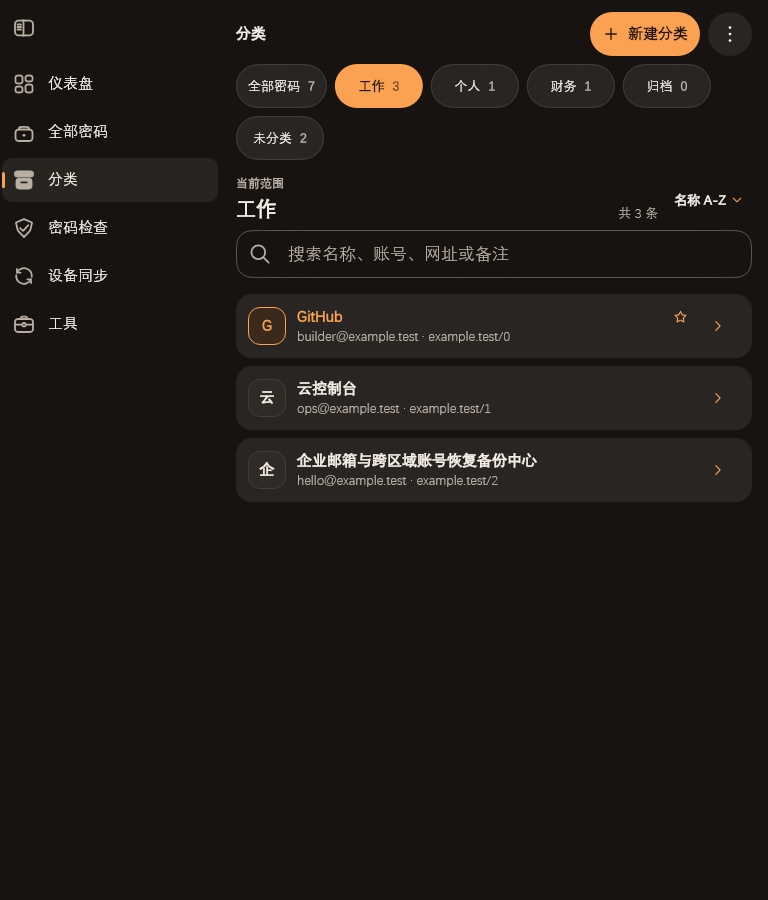 分类
新建分类
仪表盘
全部密码
分类
密码检查
设备同步
工具
全部密码 7
工作 3
个人 1
财务 1
归档 0
未分类 2
当前范围
工作
共 3 条
名称 A-Z
搜索名称、账号、网址或备注
G
GitHub
builder@example.test · example.test/0
云
云控制台
ops@example.test · example.test/1
企
企业邮箱与跨区域账号恢复备份中心
hello@example.test · example.test/2